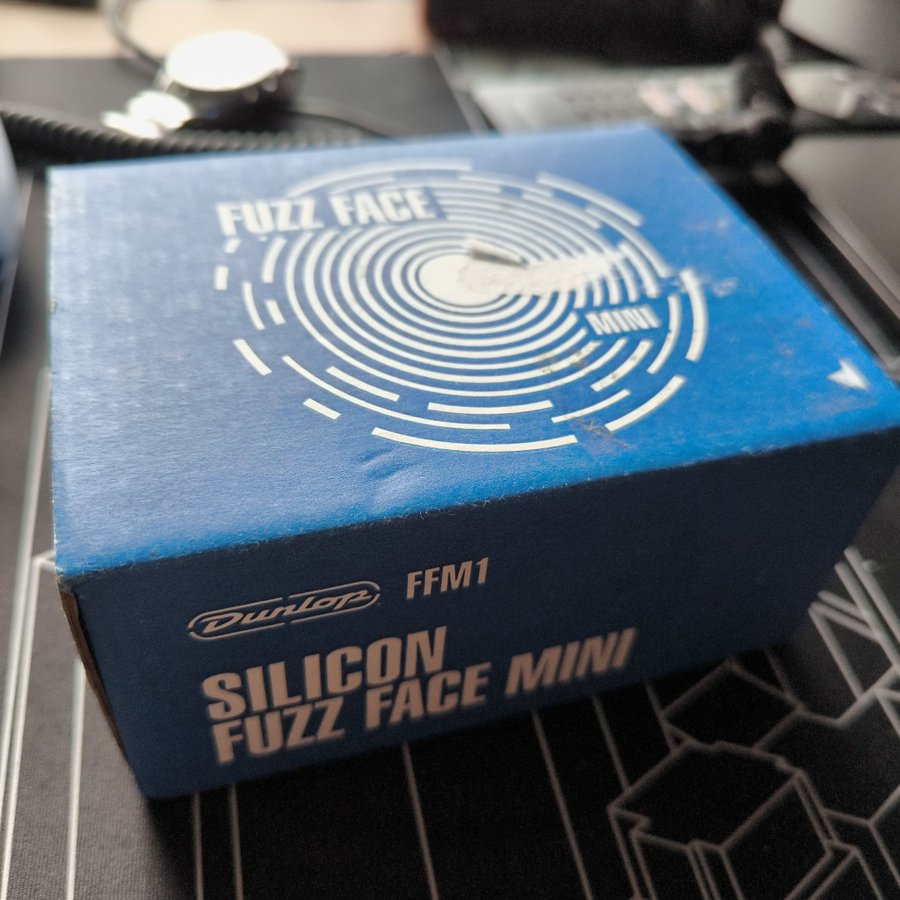 FUZZ FACE
MINI
Dunlop FFM1
SILICON
FUZZ FACE MINI